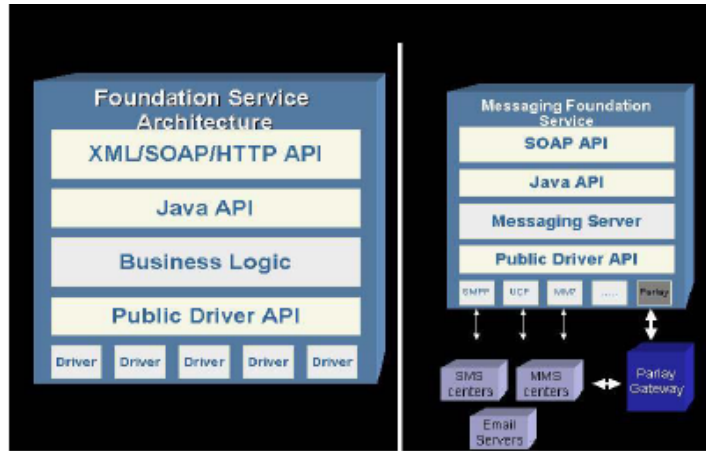 Foundation Service
Architecture
XML/SOAP/HTTP API
Java API
Business Logic
Public Driver API
Driver Driver Driver Driver Driver
Messaging Foundation
Service
SOAP API
Java API
Messaging Server
Public Driver API
SMPP UCP ..... Parlay
SMS
centers
MMS
centers
Parlay
Gateway
Email
Servers